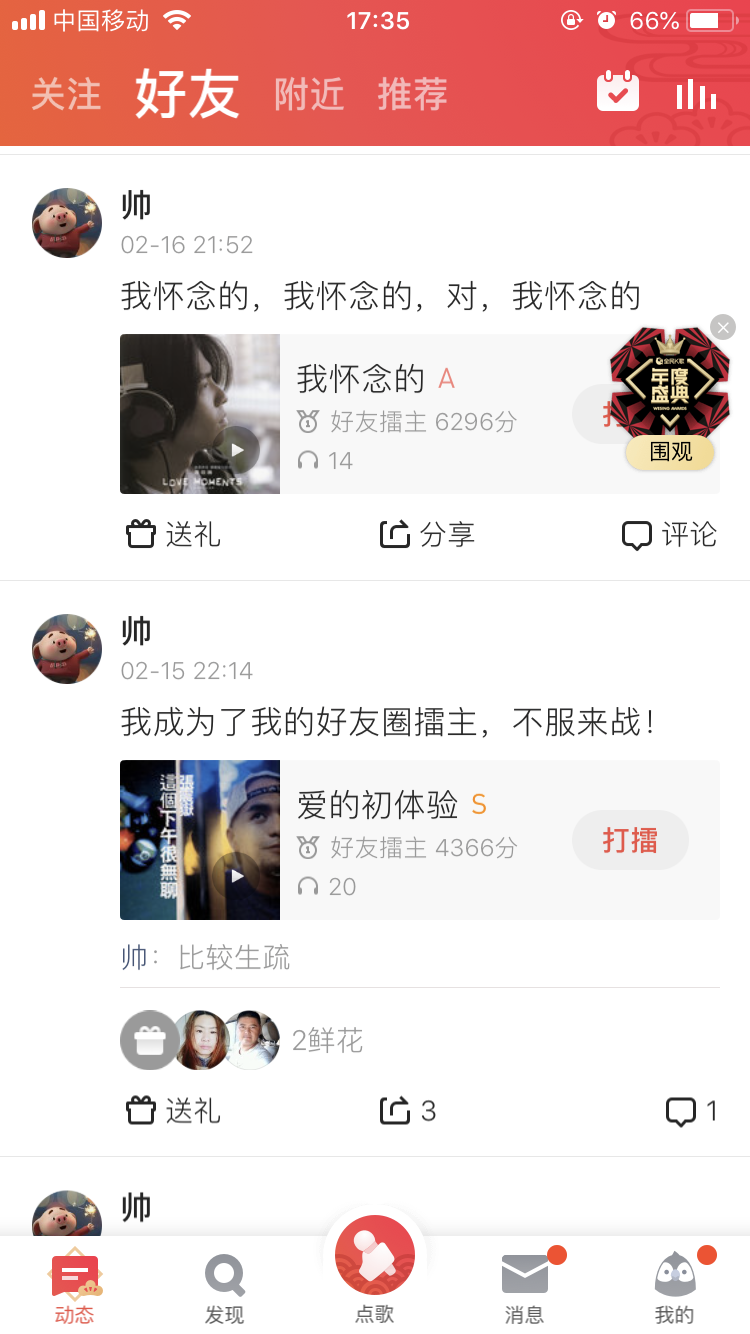 中国移动 17:35 66%
关注 好友 附近 推荐
帅
02-16 21:52
我怀念的，我怀念的，对，我怀念的
LOVE MOMENTS
我怀念的 A
好友擂主 6296分
14
打
全民K歌
年度
盛典
WESING AWARDS
围观
送礼 分享 评论
帅
02-15 22:14
我成为了我的好友圈擂主，不服来战！
張震嶽
這個下午很無聊
爱的初体验 S
好友擂主 4366分
20
打擂
帅：比较生疏
2鲜花
送礼 3 1
帅
动态 发现 点歌 消息 我的